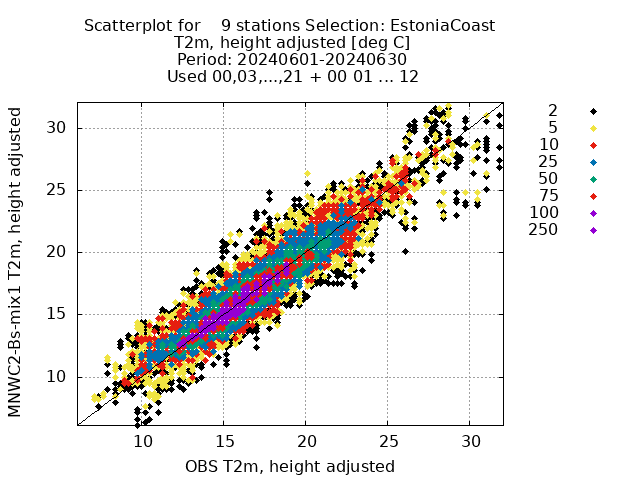 Scatterplot for    9 stations Selection: EstoniaCoast
T2m, height adjusted [deg C]
Period: 20240601-20240630
Used 00,03,...,21 + 00 01 ... 12
MNWC2-Bs-mix1 T2m, height adjusted
30
25
20
15
10
10 15 20 25 30
OBS T2m, height adjusted
2
5
10
25
50
75
100
250